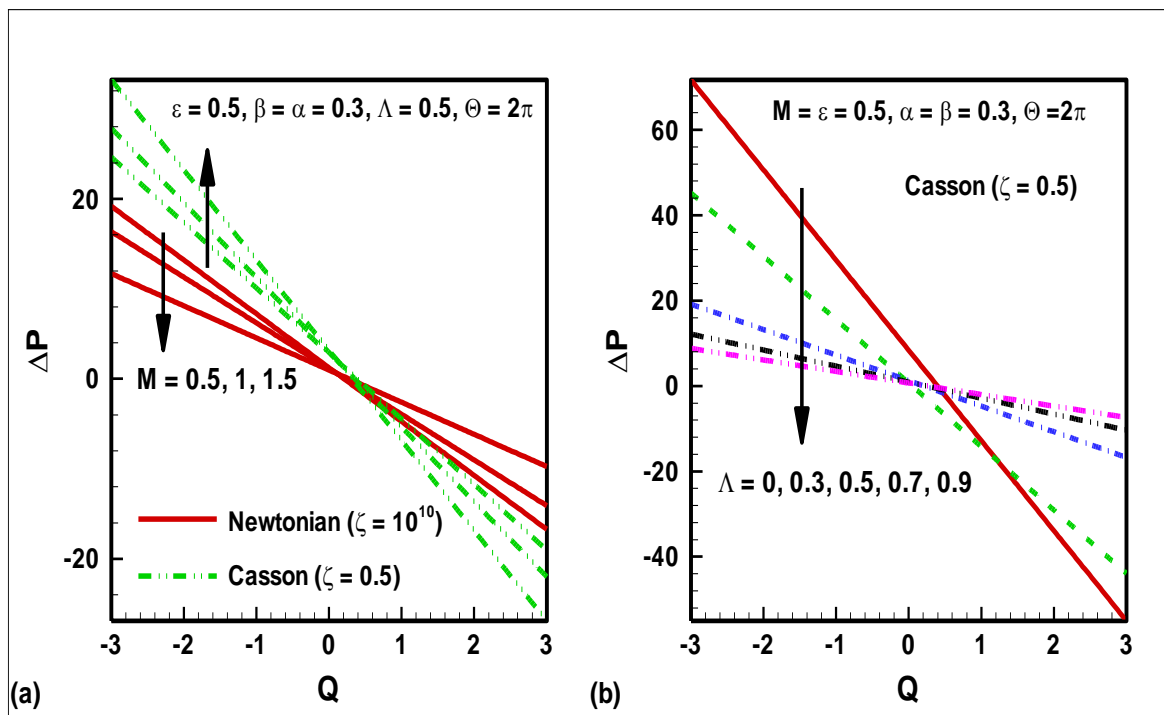 ε = 0.5, β = α = 0.3, Λ = 0.5, Θ = 2π
20
0
-20
ΔP
M = 0.5, 1, 1.5
Newtonian (ζ = 10¹⁰)
Casson (ζ = 0.5)
-3 -2 -1 0 1 2 3
Q
(a)
M = ε = 0.5, α = β = 0.3, Θ =2π
Casson (ζ = 0.5)
60
40
20
0
-20
-40
ΔP
Λ = 0, 0.3, 0.5, 0.7, 0.9
-3 -2 -1 0 1 2 3
Q
(b)